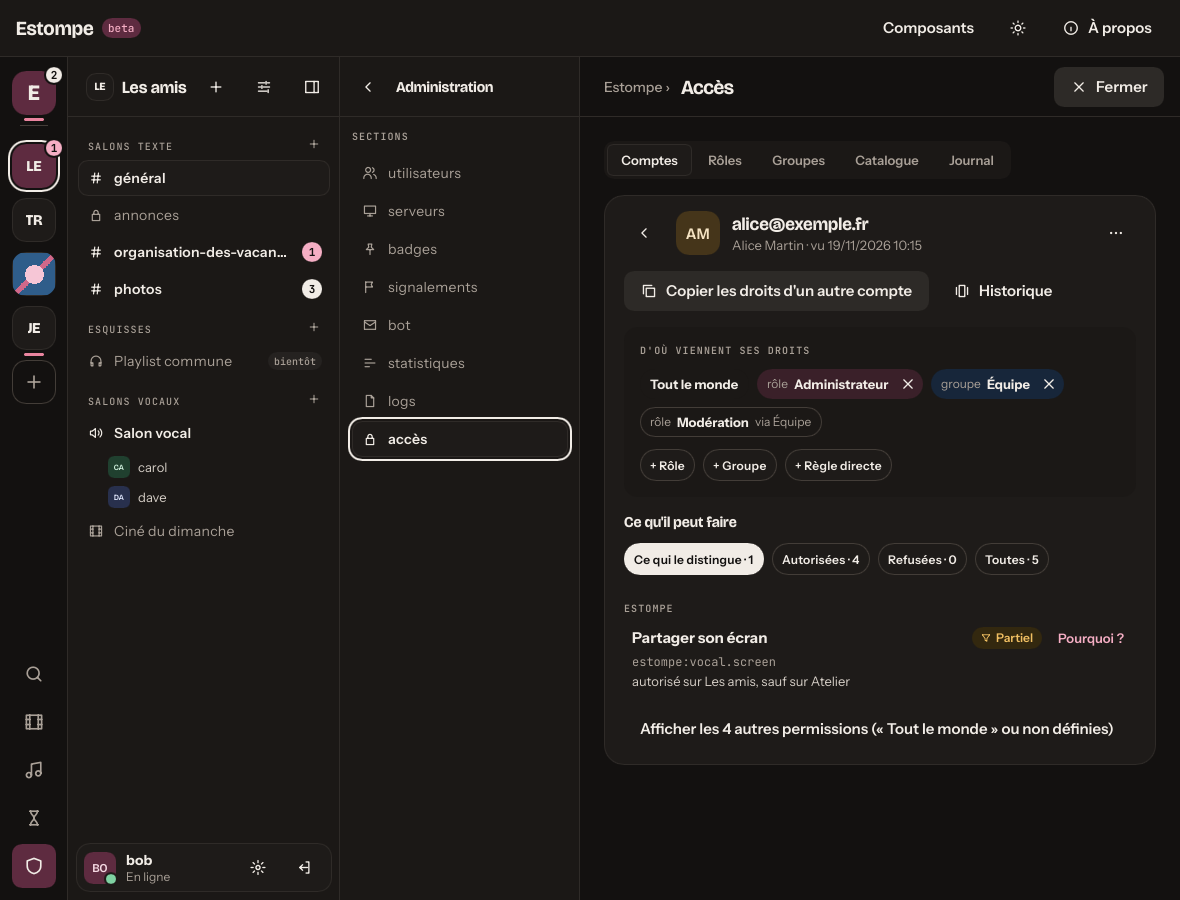 Estompe beta
Composants
À propos
E 2
LE 1
TR
JE
LE Les amis
SALONS TEXTE
# général
annonces
# organisation-des-vacan... 1
# photos 3
ESQUISSES
Playlist commune bientôt
SALONS VOCAUX
Salon vocal
CA carol
DA dave
Ciné du dimanche
BO bob
En ligne
Administration
SECTIONS
utilisateurs
serveurs
badges
signalements
bot
statistiques
logs
accès
Estompe › Accès
Fermer
Comptes Rôles Groupes Catalogue Journal
AM alice@exemple.fr
Alice Martin · vu 19/11/2026 10:15
Copier les droits d'un autre compte Historique
D'OÙ VIENNENT SES DROITS
Tout le monde rôle Administrateur groupe Équipe
rôle Modération via Équipe
+ Rôle + Groupe + Règle directe
Ce qu'il peut faire
Ce qui le distingue · 1 Autorisées · 4 Refusées · 0 Toutes · 5
ESTOMPE
Partager son écran Partiel Pourquoi ?
estompe:vocal.screen
autorisé sur Les amis, sauf sur Atelier
Afficher les 4 autres permissions (« Tout le monde » ou non définies)